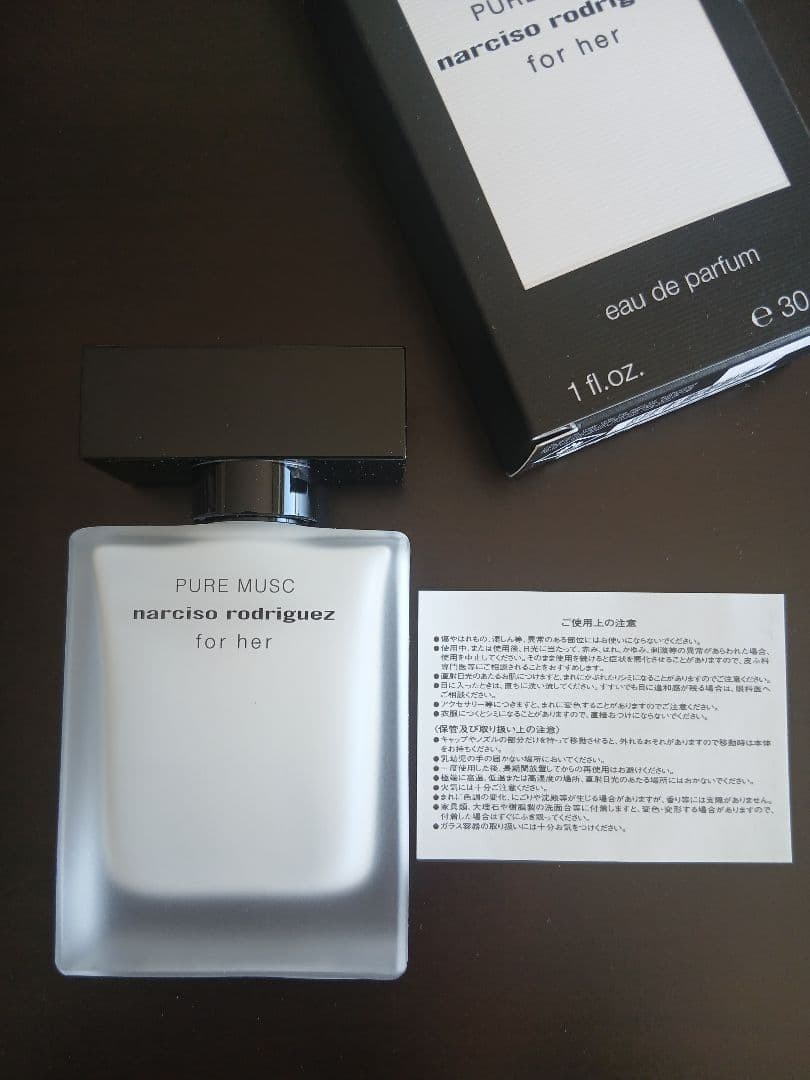 PURE
narciso rodrig
for her
eau de parfum
e 30
1 fl.oz.
PURE MUSC
narciso rodriguez
for her
ご使用上の注意
●傷やはれもの、湿しん等、異常のある部位にはお使いにならないでください。
●使用中、または使用後、日光に当たって、赤み、はれ、かゆみ、刺激等の異常があらわれた場合、
使用を中止してください。そのまま使用を続けると症状を悪化させることがありますので、皮ふ科
専門医等にご相談されることをおすすめします。
●直射日光のあたるお肌につけますと、まれにかぶれたりシミになることがありますのでご注意ください。
●目に入ったときは、直ちに洗い流してください。すすいでも目に違和感が残る場合は、眼科医へ
ご相談ください。
●アクセサリー等につきますと、まれに変色することがありますのでご注意ください。
●衣服につくとシミになることがありますので、直接おつけにならないでください。
〈保管及び取り扱い上の注意〉
●キャップやノズルの部分だけを持って移動させると、外れるおそれがありますので移動時は本体
をお持ちください。
●乳幼児の手の届かない場所においてください。
●一度使用した後、長期間放置してからの再使用はお避けください。
●極端に高温、低温または高湿度の場所、直射日光のあたる場所にはおかないでください。
●火気には十分ご注意ください。
●まれに色調の変化、にごりや沈殿等が生じる場合がありますが、香り等には支障がありません。
●家具類、大理石や樹脂製の洗面台等に付着しますと、変色・変形する場合がありますので、
付着した場合はすぐにふき取ってください。
●ガラス容器の取り扱いには十分お気をつけください。